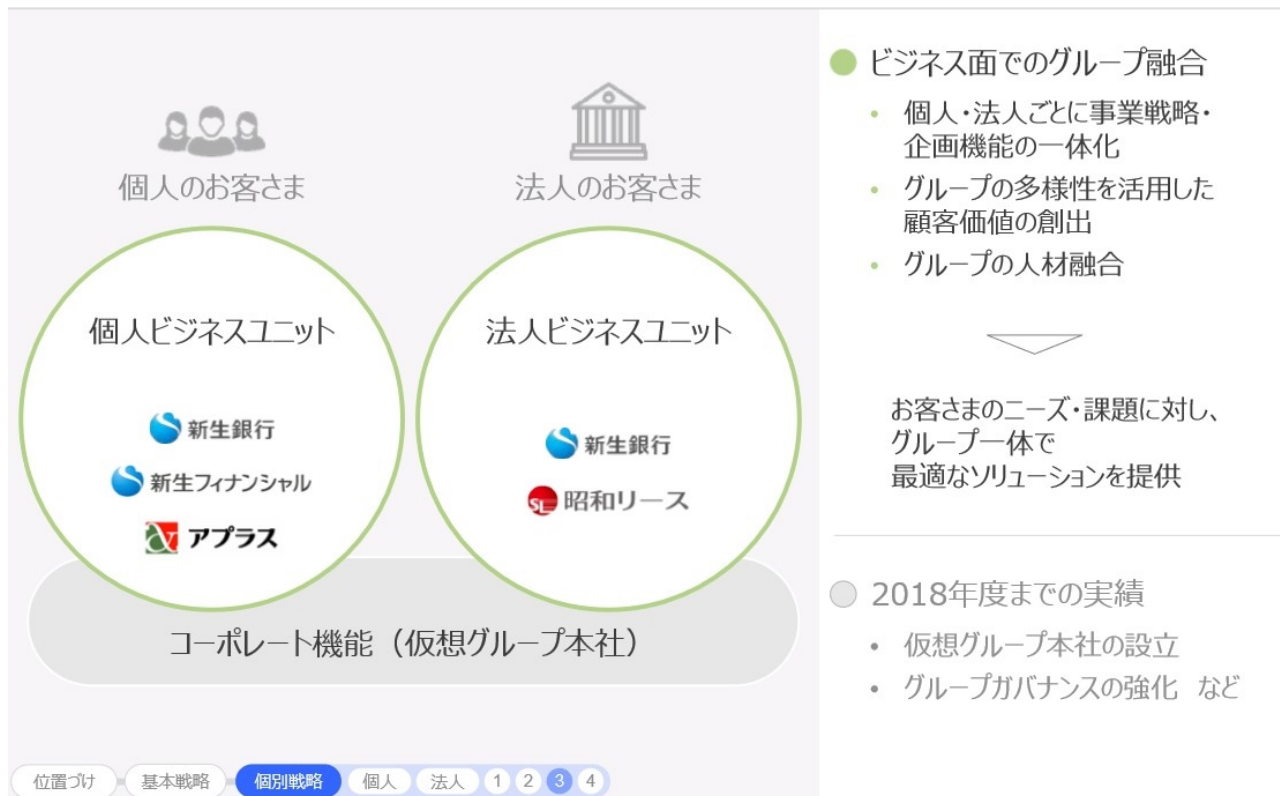 個人のお客さま
法人のお客さま
個人ビジネスユニット
新生銀行
新生フィナンシャル
アプラス
法人ビジネスユニット
新生銀行
SL 昭和リース
コーポレート機能（仮想グループ本社）
ビジネス面でのグループ融合
• 個人・法人ごとに事業戦略・
企画機能の一体化
• グループの多様性を活用した
顧客価値の創出
• グループの人材融合
お客さまのニーズ・課題に対し、
グループ一体で
最適なソリューションを提供
2018年度までの実績
• 仮想グループ本社の設立
• グループガバナンスの強化　など
位置づけ 基本戦略 個別戦略 個人 法人 1 2 3 4